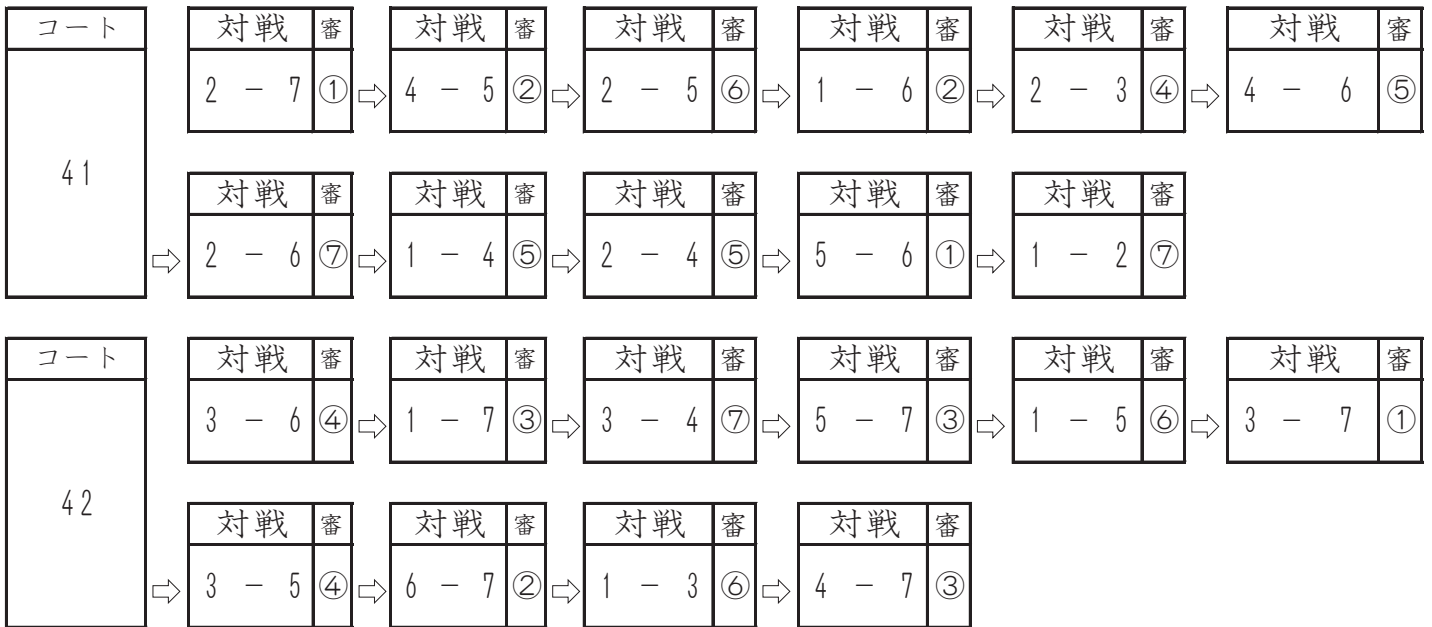 コート 対戦 審 対戦 審 対戦 審 対戦 審 対戦 審 対戦 審
41 2 － 7 ① ⇨ 4 － 5 ② ⇨ 2 － 5 ⑥ ⇨ 1 － 6 ② ⇨ 2 － 3 ④ ⇨ 4 － 6 ⑤
対戦 審 対戦 審 対戦 審 対戦 審 対戦 審
⇨ 2 － 6 ⑦ ⇨ 1 － 4 ⑤ ⇨ 2 － 4 ⑤ ⇨ 5 － 6 ① ⇨ 1 － 2 ⑦
コート 対戦 審 対戦 審 対戦 審 対戦 審 対戦 審 対戦 審
42 3 － 6 ④ ⇨ 1 － 7 ③ ⇨ 3 － 4 ⑦ ⇨ 5 － 7 ③ ⇨ 1 － 5 ⑥ ⇨ 3 － 7 ①
対戦 審 対戦 審 対戦 審 対戦 審
⇨ 3 － 5 ④ ⇨ 6 － 7 ② ⇨ 1 － 3 ⑥ ⇨ 4 － 7 ③